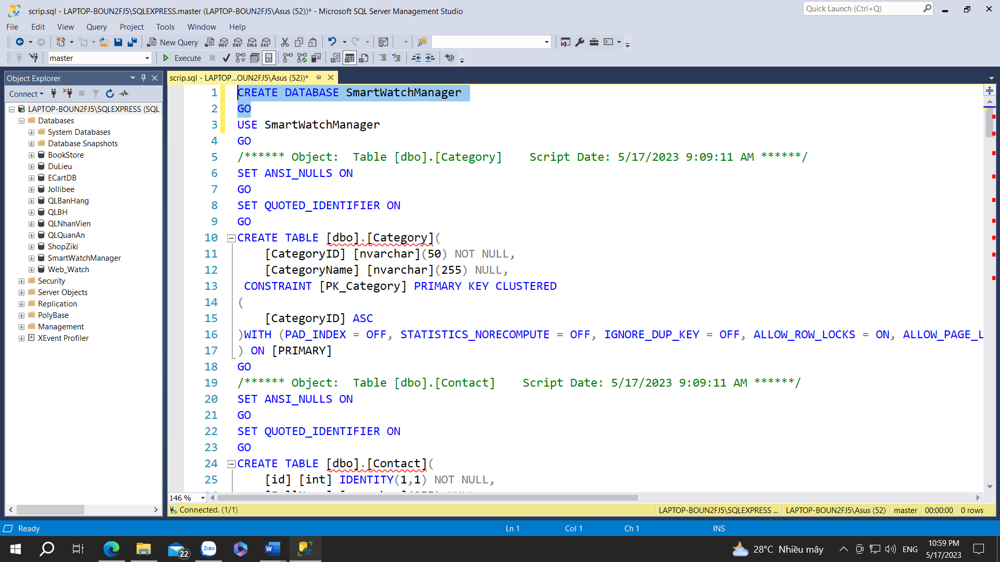 scrip.sql - LAPTOP-BOUN2FJ5\SQLEXPRESS.master (LAPTOP-BOUN2FJ5\Asus (52))* - Microsoft SQL Server Management Studio
Quick Launch (Ctrl+Q)
File Edit View Query Project Tools Window Help
New Query MDX DMX XMLA DAX
master Execute
Object Explorer
scrip.sql - LAPTOP...OUN2FJ5\Asus (52))*
Connect
LAPTOP-BOUN2FJ5\SQLEXPRESS (SQL
Databases
System Databases
Database Snapshots
BookStore
DuLieu
ECartDB
Jollibee
QLBanHang
QLBH
QLNhanVien
QLQuanAn
ShopZiki
SmartWatchManager
Web_Watch
Security
Server Objects
Replication
PolyBase
Management
XEvent Profiler
1 CREATE DATABASE SmartWatchManager
2 GO
3 USE SmartWatchManager
4 GO
5 /****** Object:  Table [dbo].[Category]    Script Date: 5/17/2023 9:09:11 AM ******/
6 SET ANSI_NULLS ON
7 GO
8 SET QUOTED_IDENTIFIER ON
9 GO
10 CREATE TABLE [dbo].[Category](
11 [CategoryID] [nvarchar](50) NOT NULL,
12 [CategoryName] [nvarchar](255) NULL,
13 CONSTRAINT [PK_Category] PRIMARY KEY CLUSTERED
14 (
15 [CategoryID] ASC
16 )WITH (PAD_INDEX = OFF, STATISTICS_NORECOMPUTE = OFF, IGNORE_DUP_KEY = OFF, ALLOW_ROW_LOCKS = ON, ALLOW_PAGE_L
17 ) ON [PRIMARY]
18 GO
19 /****** Object:  Table [dbo].[Contact]    Script Date: 5/17/2023 9:09:11 AM ******/
20 SET ANSI_NULLS ON
21 GO
22 SET QUOTED_IDENTIFIER ON
23 GO
24 CREATE TABLE [dbo].[Contact](
25 [id] [int] IDENTITY(1,1) NOT NULL,
146 %
Connected. (1/1)
LAPTOP-BOUN2FJ5\SQLEXPRESS ... LAPTOP-BOUN2FJ5\Asus (52) master 00:00:00 0 rows
Ready Ln 1 Col 1 Ch 1 INS
22 Zalo W
28°C Nhiều mây ENG
10:59 PM
5/17/2023